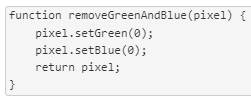 function removeGreenAndBlue(pixel) {
    pixel.setGreen(0);
    pixel.setBlue(0);
    return pixel;
}